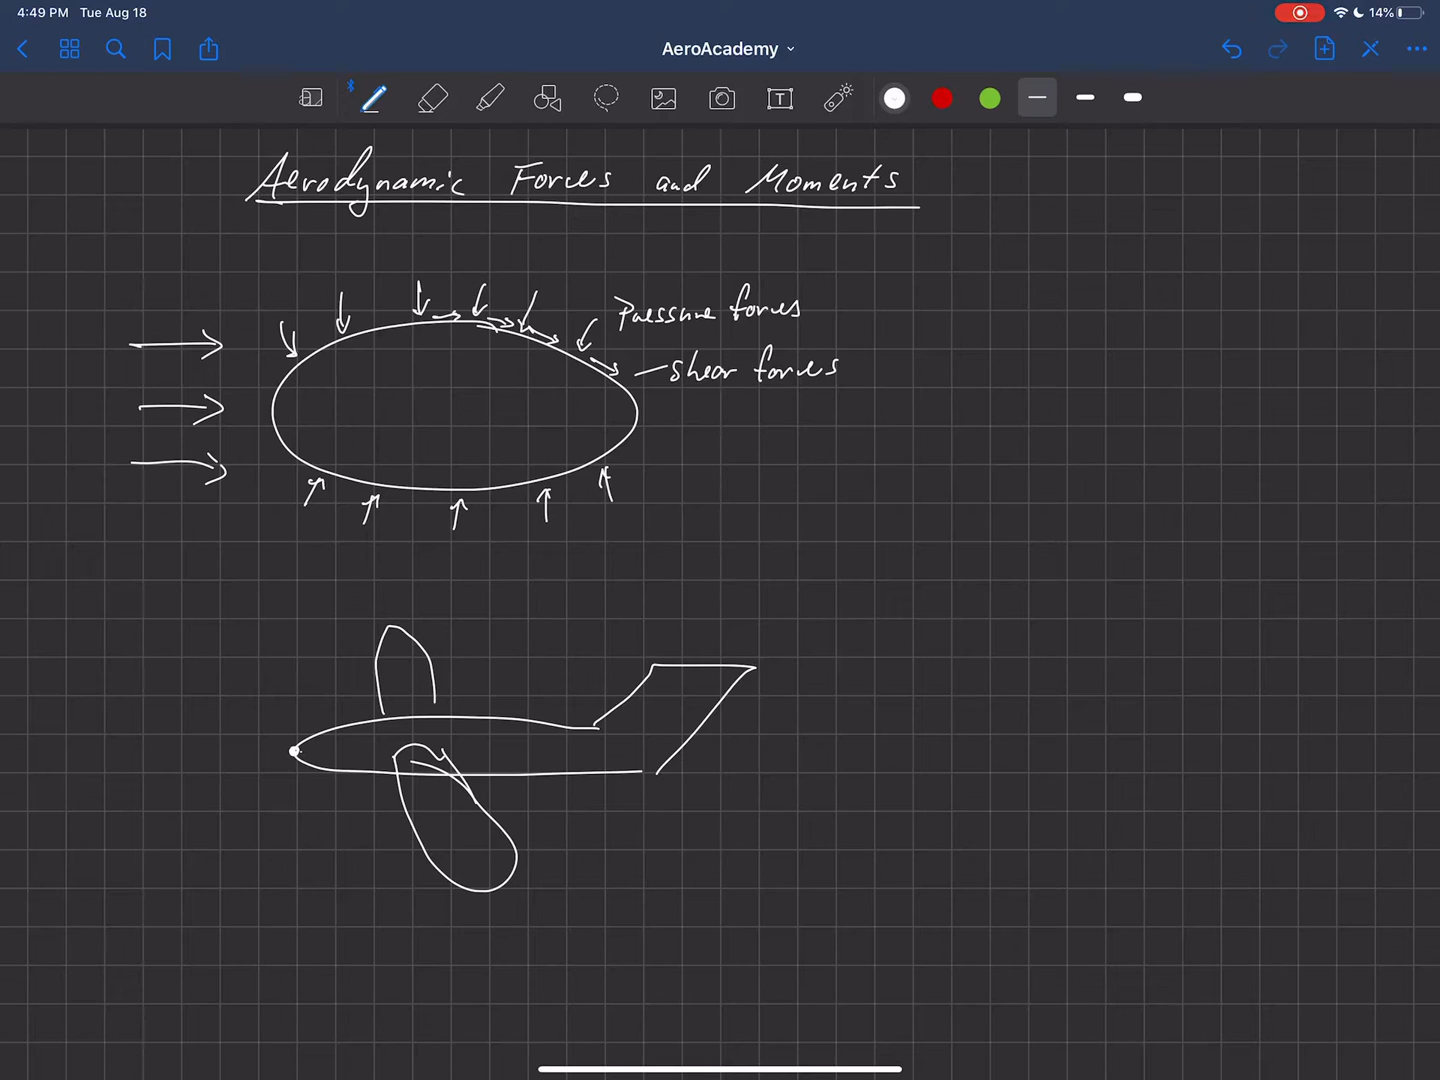 4:49 PM Tue Aug 18
14%
AeroAcademy
T
Aerodynamic Forces and Moments
Pressure forces
shear forces